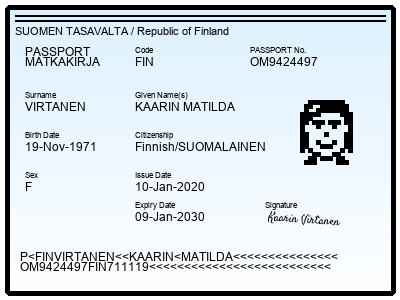 SUOMEN TASAVALTA / Republic of Finland
PASSPORT Code PASSPORT No.
MATKAKIRJA FIN OM9424497
Surname Given Name(s)
VIRTANEN KAARIN MATILDA
Birth Date Citizenship
19-Nov-1971 Finnish/SUOMALAINEN
Sex Issue Date
F 10-Jan-2020
Expiry Date Signature
09-Jan-2030 Kaarin Virtanen
P<FINVIRTANEN<<KAARIN<MATILDA<<<<<<<<<<<<<<<
OM9424497FIN711119<<<<<<<<<<<<<<<<<<<<<<<<<<